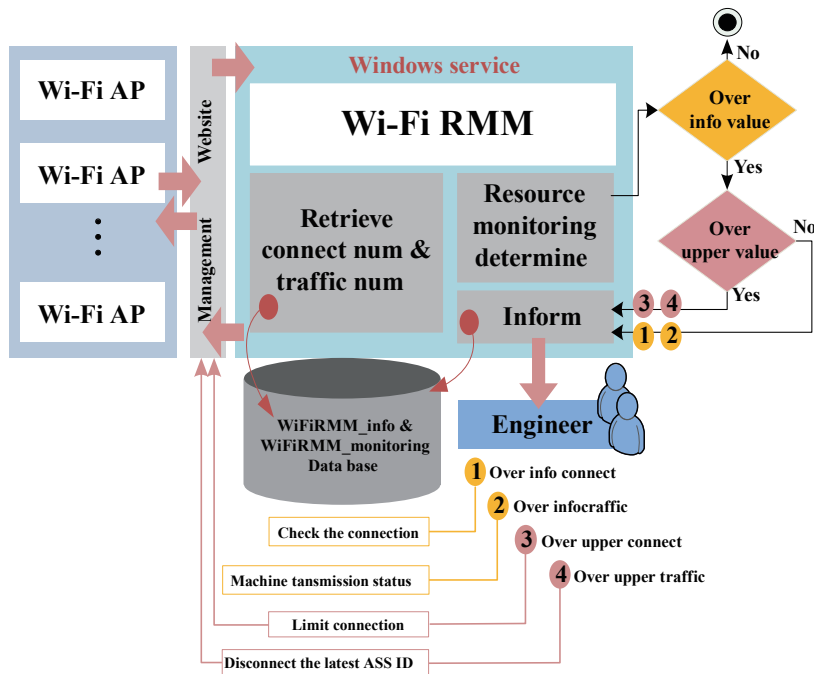 Wi-Fi AP
Wi-Fi AP
Wi-Fi AP
Website
Management
Windows service
Wi-Fi RMM
Retrieve
connect num &
traffic num
Resource
monitoring
determine
Inform
No
Over
info value
Yes
Over
upper value
No
Yes
3 4
1 2
WiFiRMM_info &
WiFiRMM_monitoring
Data base
Engineer
1 Over info connect
2 Over infocraffic
Check the connection
3 Over upper connect
4 Over upper traffic
Machine tansmission status
Limit connection
Disconnect the latest ASS ID